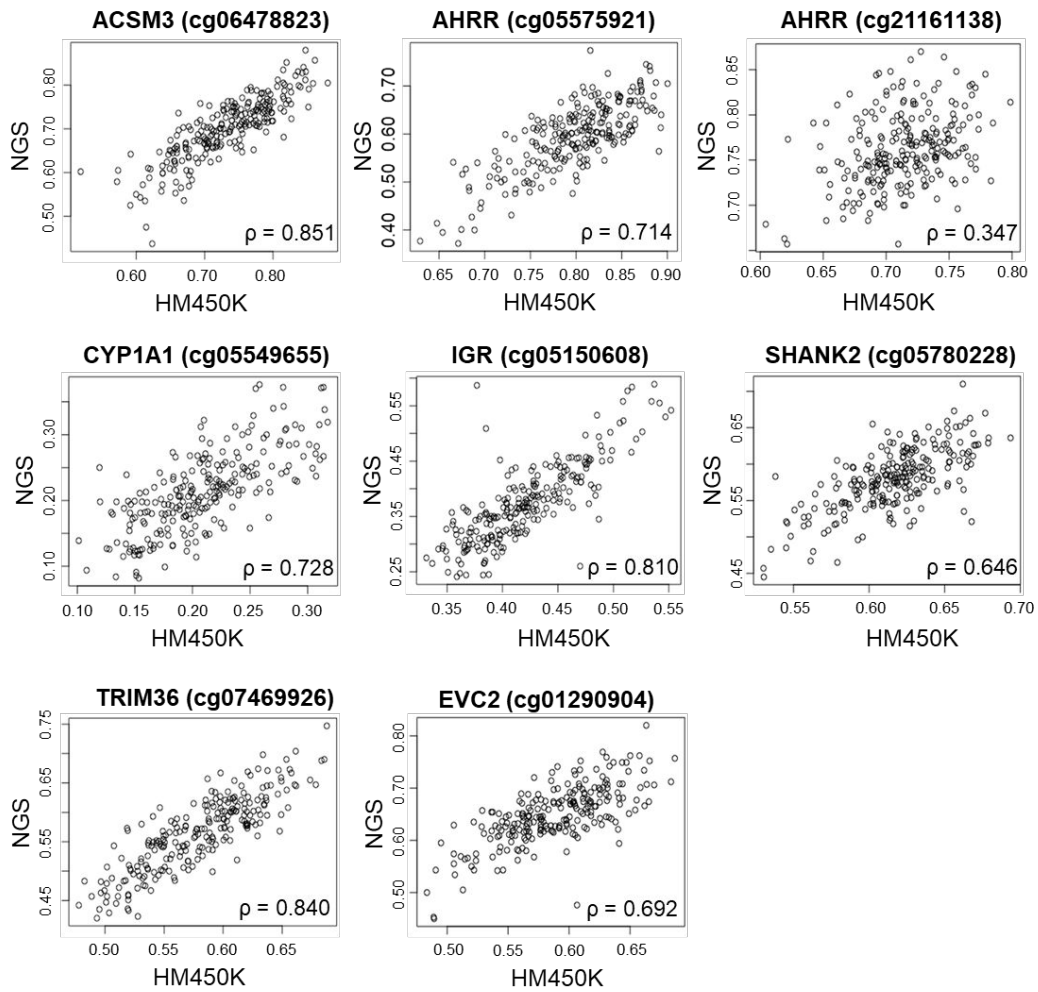 ACSM3 (cg06478823)
NGS
0.50 0.60 0.70 0.80
0.60 0.70 0.80
ρ = 0.851
HM450K
AHRR (cg05575921)
NGS
0.40 0.50 0.60 0.70
0.65 0.70 0.75 0.80 0.85 0.90
ρ = 0.714
HM450K
AHRR (cg21161138)
NGS
0.70 0.75 0.80 0.85
0.60 0.65 0.70 0.75 0.80
ρ = 0.347
HM450K
CYP1A1 (cg05549655)
NGS
0.10 0.20 0.30
0.10 0.15 0.20 0.25 0.30
ρ = 0.728
HM450K
IGR (cg05150608)
NGS
0.25 0.35 0.45 0.55
0.35 0.40 0.45 0.50 0.55
ρ = 0.810
HM450K
SHANK2 (cg05780228)
NGS
0.45 0.55 0.65
0.55 0.60 0.65 0.70
ρ = 0.646
HM450K
TRIM36 (cg07469926)
NGS
0.45 0.55 0.65 0.75
0.50 0.55 0.60 0.65
ρ = 0.840
HM450K
EVC2 (cg01290904)
NGS
0.50 0.60 0.70 0.80
0.50 0.55 0.60 0.65
ρ = 0.692
HM450K